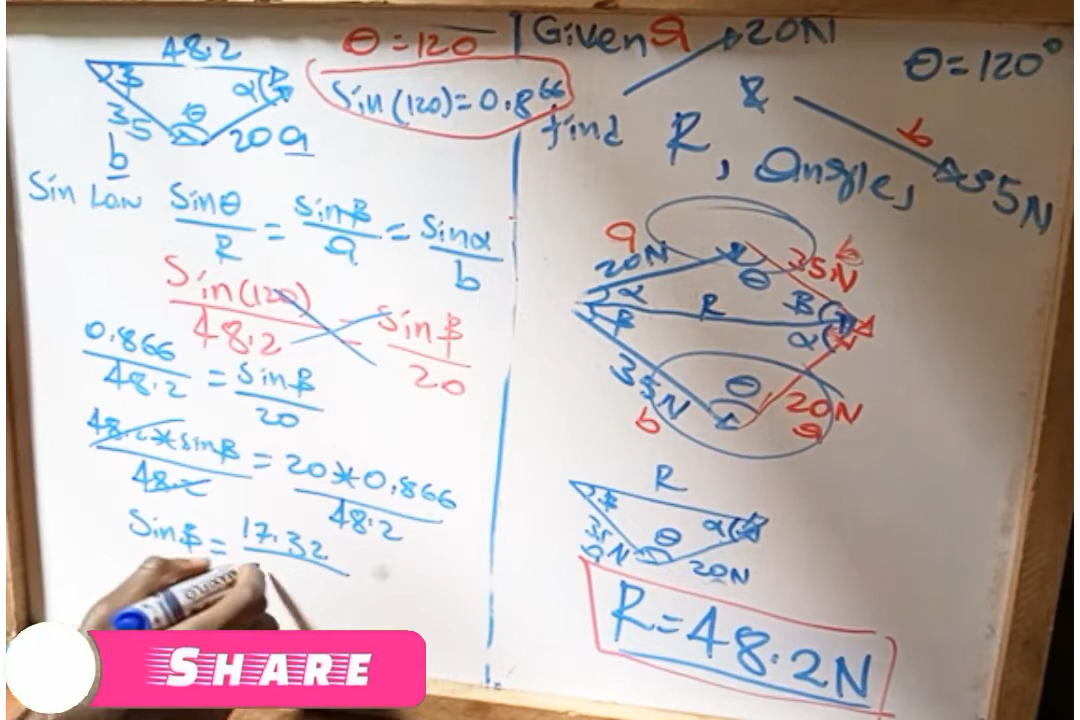 48.2
β
α
θ
35
b
20 a
θ = 120
Sin(120) = 0.866
Sin Law Sinθ/R = Sinβ/a = Sinα/b
Sin(120)/48.2 = Sinβ/20
0.866/48.2 = Sinβ/20
48.2*sinβ/48.2 = 20*0.866/48.2
Sinβ = 17.32
Given a 20N
θ = 120°
& b 35N
find R, angle,
a
20N
b
35N
θ
α
R
β
β
α
35N
b
θ
20N
a
R
β
α
θ
20N
R = 48.2N
SHARE